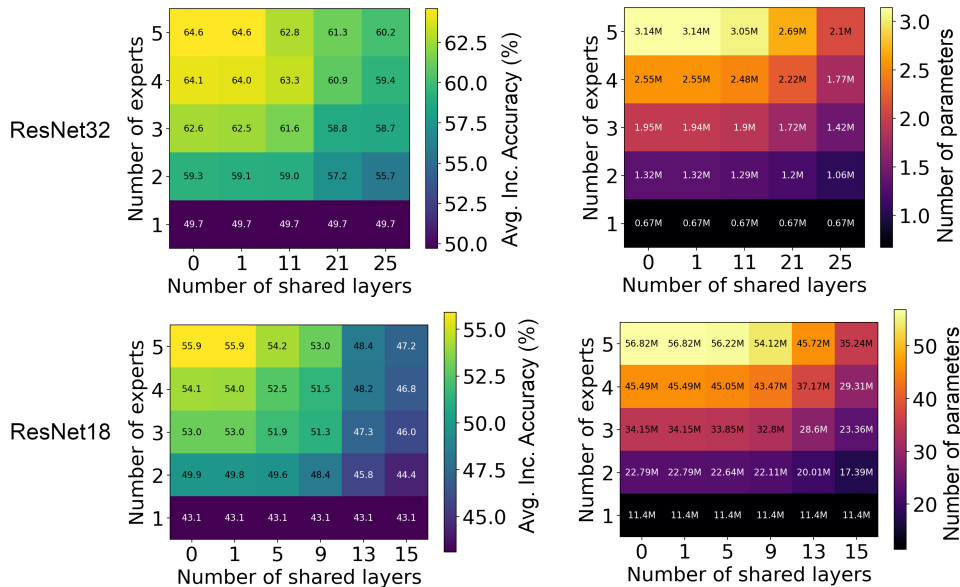 ResNet32
Number of experts
5 64.6 64.6 62.8 61.3 60.2
4 64.1 64.0 63.3 60.9 59.4
3 62.6 62.5 61.6 58.8 58.7
2 59.3 59.1 59.0 57.2 55.7
1 49.7 49.7 49.7 49.7 49.7
0 1 11 21 25
Number of shared layers
62.5
60.0
57.5
55.0
52.5
50.0
Avg. Inc. Accuracy (%)
Number of experts
5 3.14M 3.14M 3.05M 2.69M 2.1M
4 2.55M 2.55M 2.48M 2.22M 1.77M
3 1.95M 1.94M 1.9M 1.72M 1.42M
2 1.32M 1.32M 1.29M 1.2M 1.06M
1 0.67M 0.67M 0.67M 0.67M 0.67M
0 1 11 21 25
Number of shared layers
3.0
2.5
2.0
1.5
1.0
Number of parameters
ResNet18
Number of experts
5 55.9 55.9 54.2 53.0 48.4 47.2
4 54.1 54.0 52.5 51.5 48.2 46.8
3 53.0 53.0 51.9 51.3 47.3 46.0
2 49.9 49.8 49.6 48.4 45.8 44.4
1 43.1 43.1 43.1 43.1 43.1 43.1
0 1 5 9 13 15
Number of shared layers
55.0
52.5
50.0
47.5
45.0
Avg. Inc. Accuracy (%)
Number of experts
5 56.82M 56.82M 56.22M 54.12M 45.72M 35.24M
4 45.49M 45.49M 45.05M 43.47M 37.17M 29.31M
3 34.15M 34.15M 33.85M 32.8M 28.6M 23.36M
2 22.79M 22.79M 22.64M 22.11M 20.01M 17.39M
1 11.4M 11.4M 11.4M 11.4M 11.4M 11.4M
0 1 5 9 13 15
Number of shared layers
50
40
30
20
Number of parameters